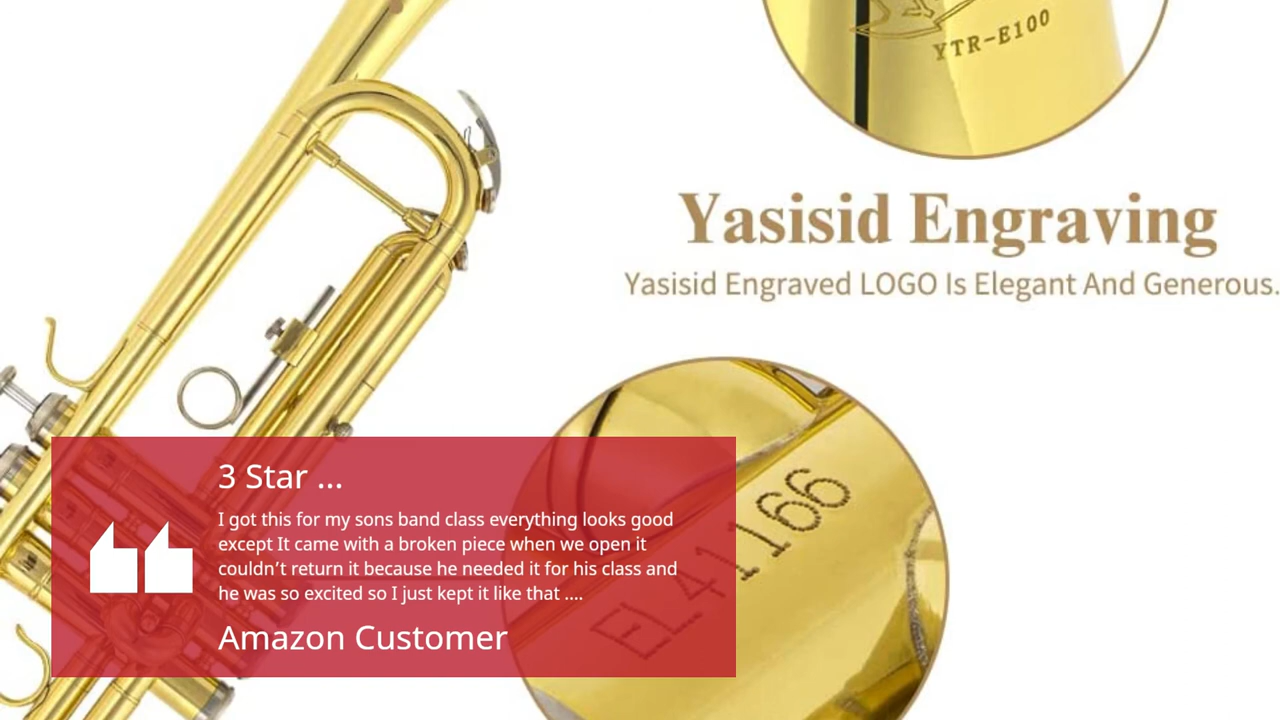 YTR-E100
Yasisid Engraving
Yasisid Engraved LOGO Is Elegant And Generous.
EL41166
3 Star ...
I got this for my sons band class everything looks good
except It came with a broken piece when we open it
couldn’t return it because he needed it for his class and
he was so excited so I just kept it like that ....
Amazon Customer